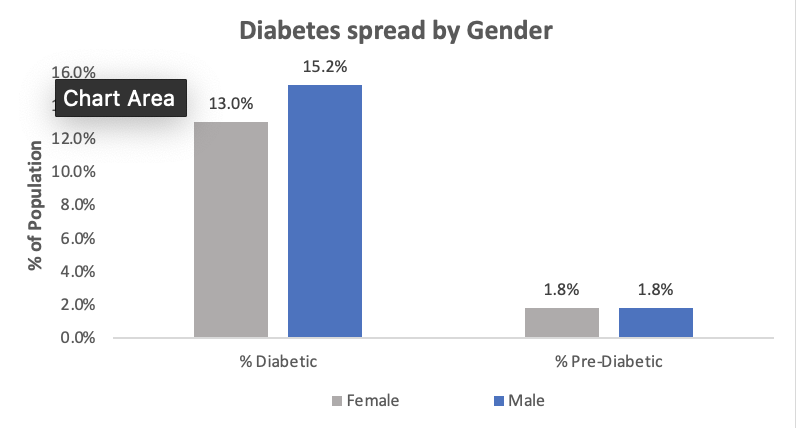 Diabetes spread by Gender
16.0%
Chart Area
12.0%
10.0%
8.0%
6.0%
4.0%
2.0%
0.0%
% of Population
13.0%
15.2%
1.8%
1.8%
% Diabetic
% Pre-Diabetic
Female
Male